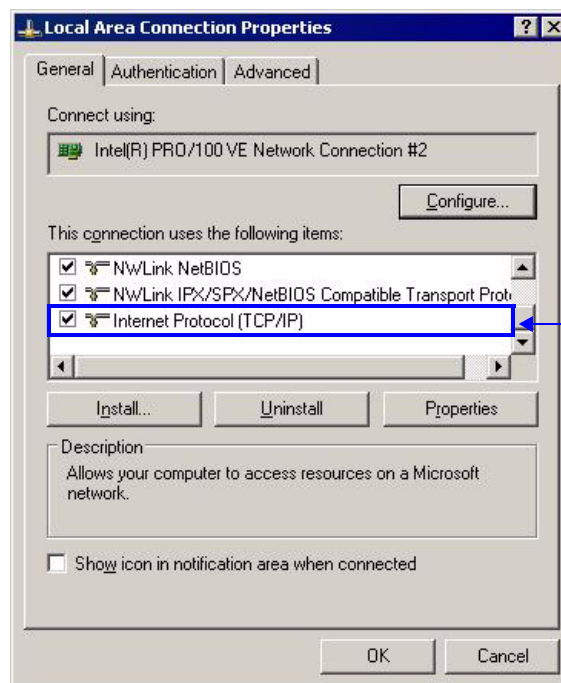 Local Area Connection Properties
General Authentication Advanced
Connect using:
Intel(R) PRO/100 VE Network Connection #2
Configure...
This connection uses the following items:
NWLink NetBIOS
NWLink IPX/SPX/NetBIOS Compatible Transport Prot
Internet Protocol (TCP/IP)
Install... Uninstall Properties
Description
Allows your computer to access resources on a Microsoft
network.
Show icon in notification area when connected
OK Cancel